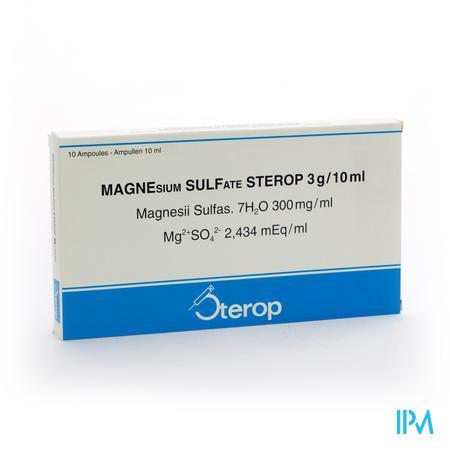 10 Ampoules - Ampullen 10 ml
MAGNEsium SULFate STEROP 3 g/10 ml
Magnesii Sulfas. 7H₂O 300 mg/ml
Mg²⁺SO₄²⁻ 2,434 mEq/ml
Sterop
IPM